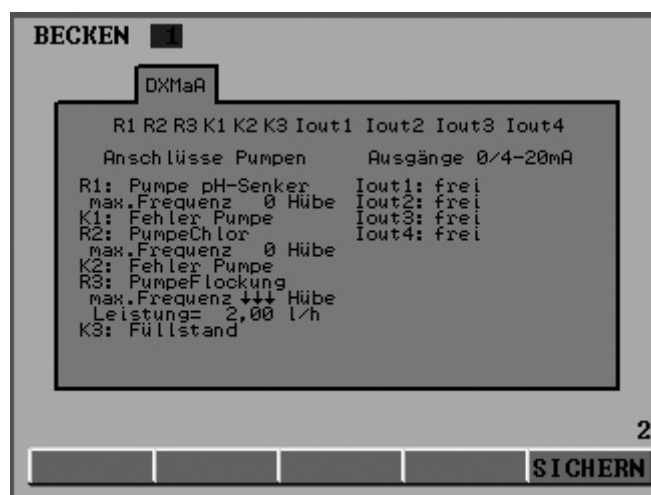 BECKEN 1
DXMaA
R1 R2 R3 K1 K2 K3 Iout1 Iout2 Iout3 Iout4
Anschlüsse Pumpen
R1: Pumpe pH-Senker
max.Frequenz 0 Hübe
K1: Fehler Pumpe
R2: PumpeChlor
max.Frequenz 0 Hübe
K2: Fehler Pumpe
R3: PumpeFlockung
max.Frequenz ↓↓↓ Hübe
Leistung= 2,00 l/h
K3: Füllstand
Ausgänge 0/4-20mA
Iout1: frei
Iout2: frei
Iout3: frei
Iout4: frei
2
SICHERN